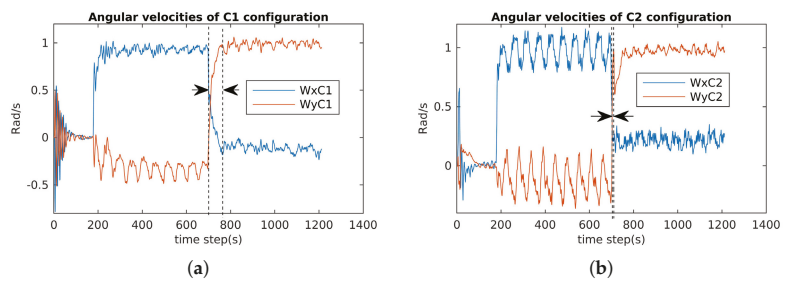 Angular velocities of C1 configuration
1
0.5
0
-0.5
Rad/s
WxC1
WyC1
0 200 400 600 800 1000 1200 1400
time step(s)
(a)
Angular velocities of C2 configuration
1
0.5
0
-0.5
Rad/s
WxC2
WyC2
0 200 400 600 800 1000 1200 1400
time step(s)
(b)